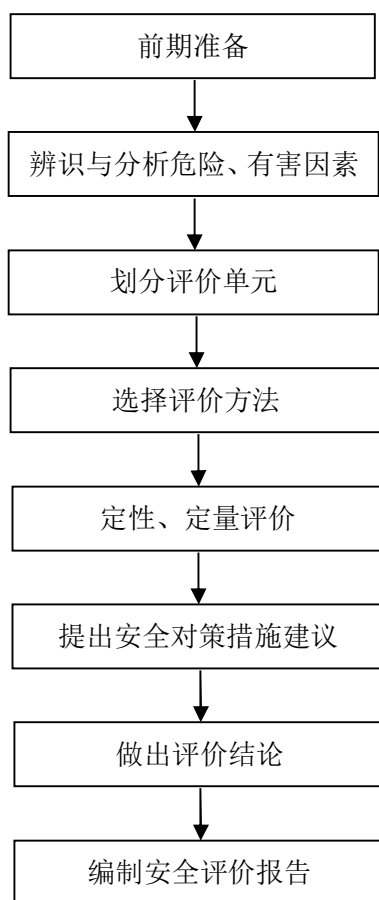 前期准备
辨识与分析危险、有害因素
划分评价单元
选择评价方法
定性、定量评价
提出安全对策措施建议
做出评价结论
编制安全评价报告